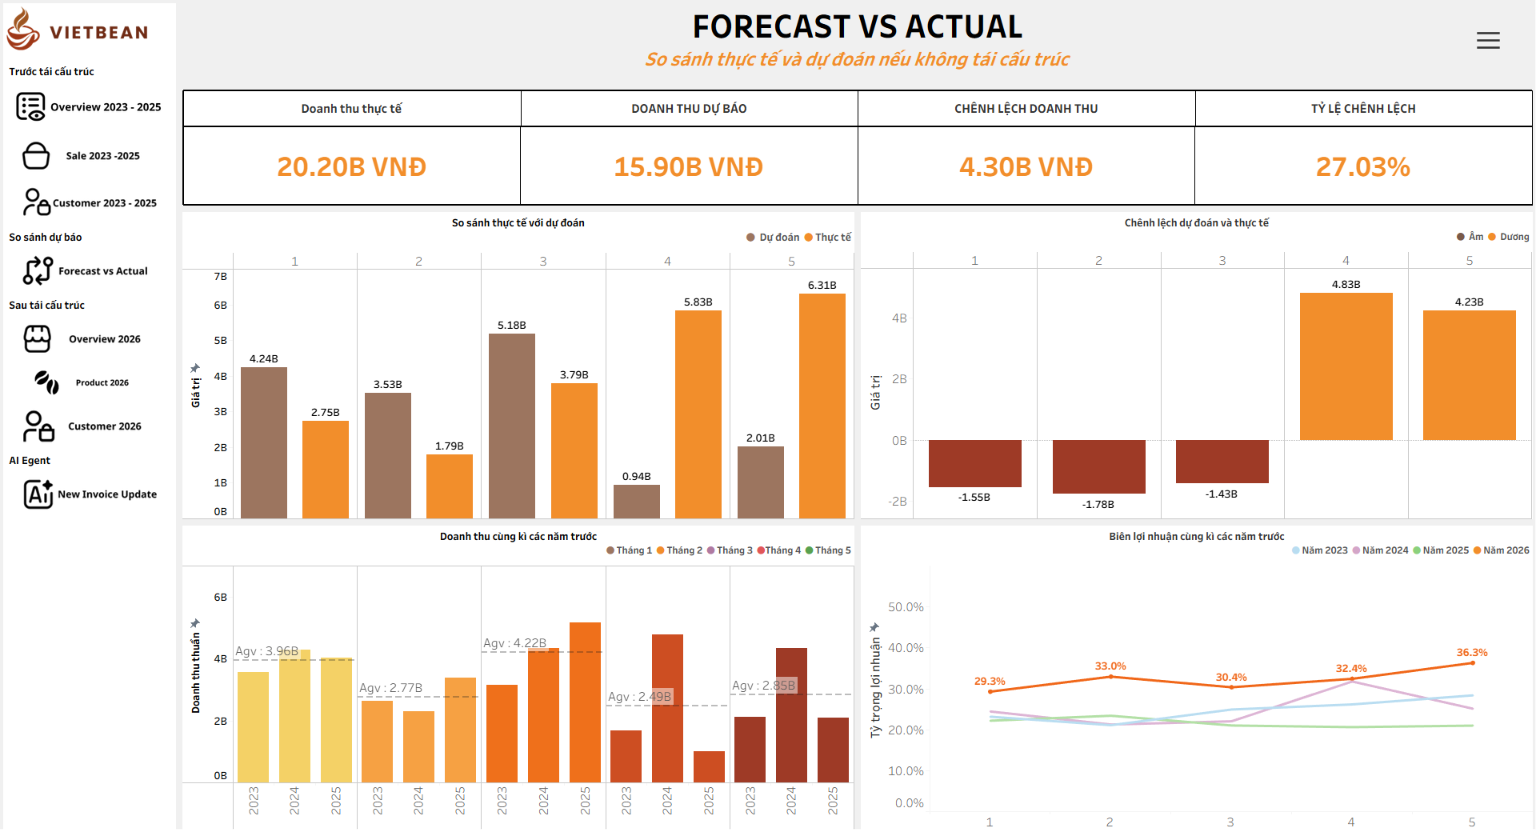 VIETBEAN
Trước tái cấu trúc
Overview 2023 - 2025
Sale 2023 -2025
Customer 2023 - 2025
So sánh dự báo
Forecast vs Actual
Sau tái cấu trúc
Overview 2026
Product 2026
Customer 2026
AI Egent
Ai
New Invoice Update
FORECAST VS ACTUAL
So sánh thực tế và dự đoán nếu không tái cấu trúc
Doanh thu thực tế DOANH THU DỰ BÁO CHÊNH LỆCH DOANH THU TỶ LỆ CHÊNH LỆCH
20.20B VNĐ 15.90B VNĐ 4.30B VNĐ 27.03%
So sánh thực tế với dự đoán
Dự đoán Thực tế
1 2 3 4 5
7B
6B
5B
4B
3B
2B
1B
0B
Giá trị
4.24B 2.75B 3.53B 1.79B 5.18B 3.79B 0.94B 5.83B 2.01B 6.31B
Chênh lệch dự đoán và thực tế
Âm Dương
1 2 3 4 5
4B
2B
0B
-2B
Giá trị
-1.55B -1.78B -1.43B 4.83B 4.23B
Doanh thu cùng kì các năm trước
Tháng 1 Tháng 2 Tháng 3 Tháng 4 Tháng 5
6B
4B
2B
0B
Doanh thu thuần
Agv : 3.96B Agv : 2.77B Agv : 4.22B Agv : 2.49B Agv : 2.85B
2023 2024 2025 2023 2024 2025 2023 2024 2025 2023 2024 2025 2023 2024 2025
Biên lợi nhuận cùng kì các năm trước
Năm 2023 Năm 2024 Năm 2025 Năm 2026
50.0%
40.0%
30.0%
20.0%
10.0%
0.0%
Tỷ trọng lợi nhuận
29.3% 33.0% 30.4% 32.4% 36.3%
1 2 3 4 5